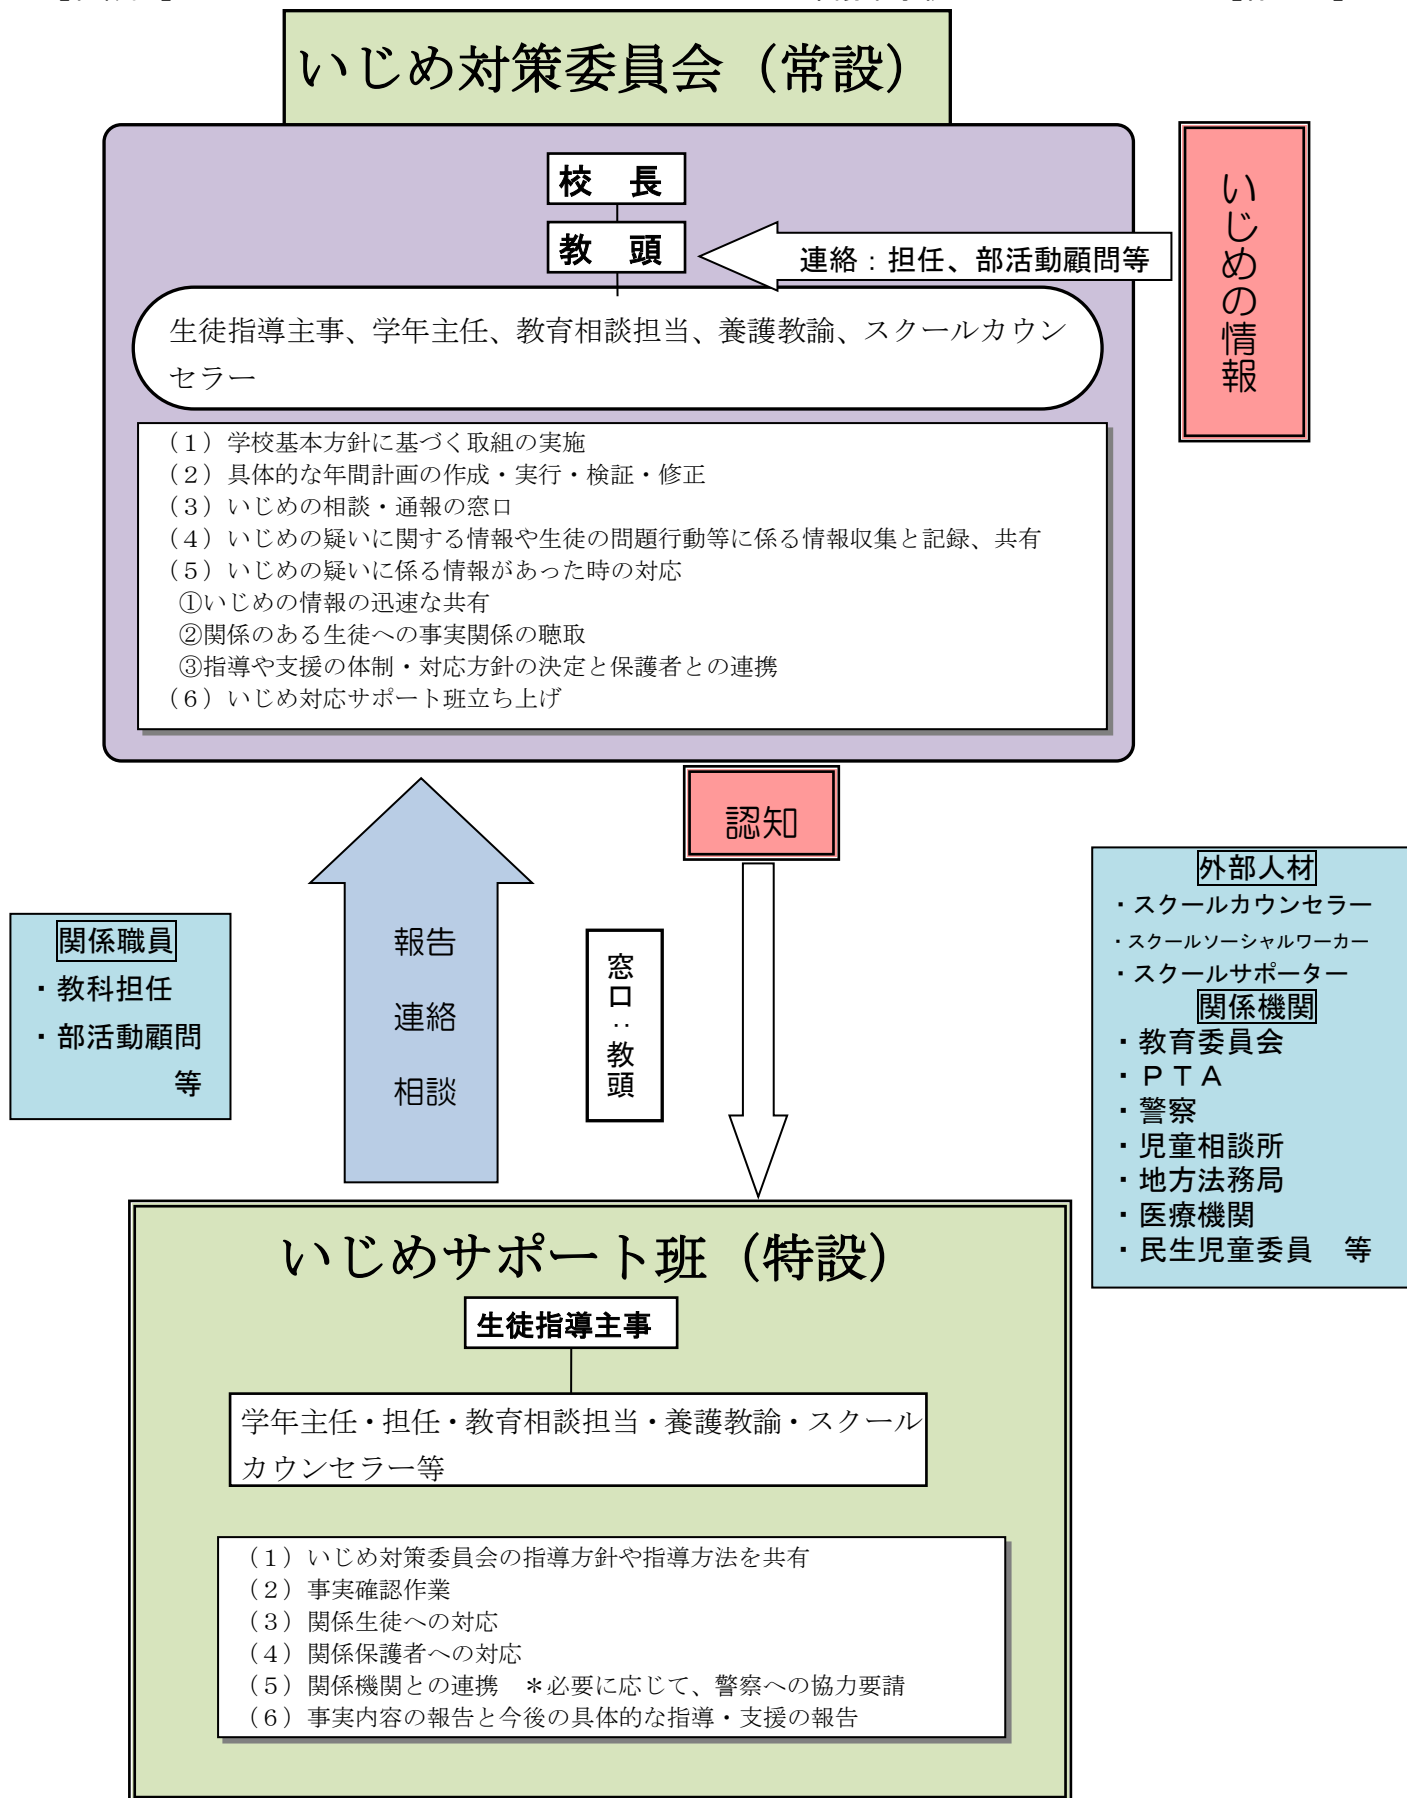 いじめ対策委員会（常設）
校　長
教　頭
連絡：担任、部活動顧問等
いじめの情報
生徒指導主事、学年主任、教育相談担当、養護教諭、スクールカウン
セラー
（１）学校基本方針に基づく取組の実施
（２）具体的な年間計画の作成・実行・検証・修正
（３）いじめの相談・通報の窓口
（４）いじめの疑いに関する情報や生徒の問題行動等に係る情報収集と記録、共有
（５）いじめの疑いに係る情報があった時の対応
①いじめの情報の迅速な共有
②関係のある生徒への事実関係の聴取
③指導や支援の体制・対応方針の決定と保護者との連携
（６）いじめ対応サポート班立ち上げ
認知
関係職員
・教科担任
・部活動顧問
等
報告
連絡
相談
窓口：教頭
外部人材
・スクールカウンセラー
・スクールソーシャルワーカー
・スクールサポーター
関係機関
・教育委員会
・ＰＴＡ
・警察
・児童相談所
・地方法務局
・医療機関
・民生児童委員　等
いじめサポート班（特設）
生徒指導主事
学年主任・担任・教育相談担当・養護教諭・スクール
カウンセラー等
（１）いじめ対策委員会の指導方針や指導方法を共有
（２）事実確認作業
（３）関係生徒への対応
（４）関係保護者への対応
（５）関係機関との連携　＊必要に応じて、警察への協力要請
（６）事実内容の報告と今後の具体的な指導・支援の報告